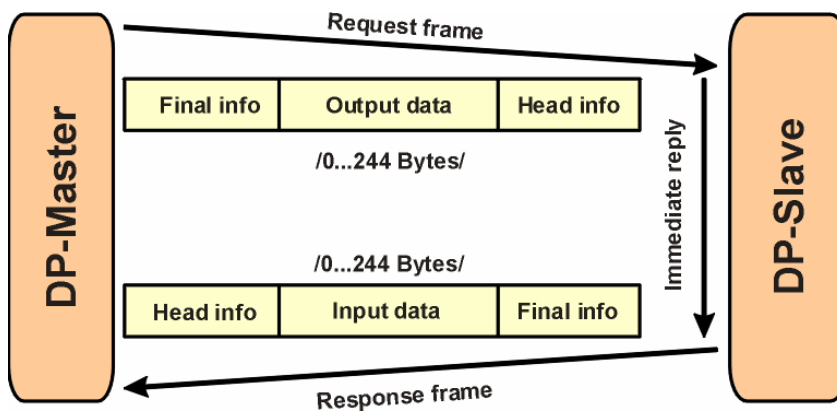 Request frame
DP-Master
Final info Output data Head info
/0...244 Bytes/
Immediate reply
DP-Slave
/0...244 Bytes/
Head info Input data Final info
Response frame